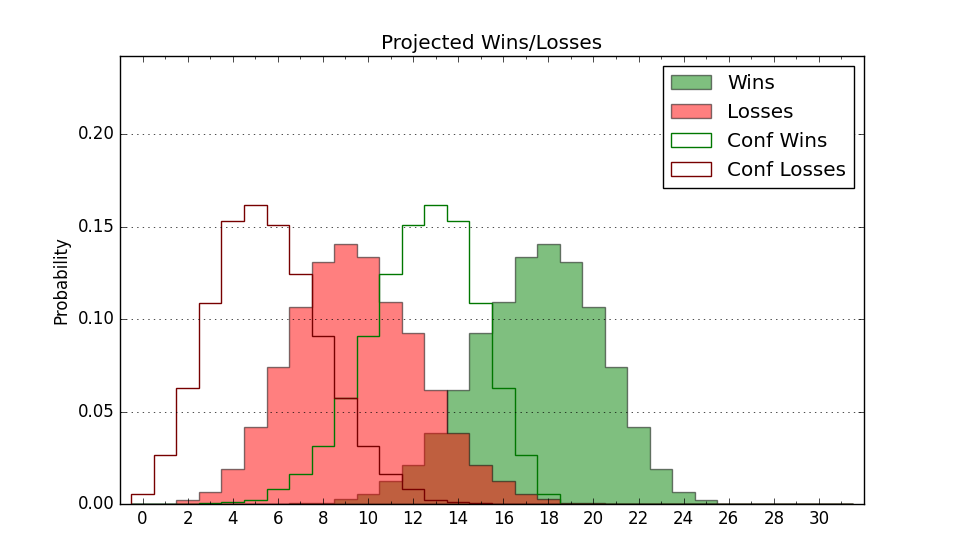 Projected Wins/Losses
Wins
Losses
Conf Wins
Conf Losses
Probability
0.20
0.15
0.10
0.05
0.00
0 2 4 6 8 10 12 14 16 18 20 22 24 26 28 30